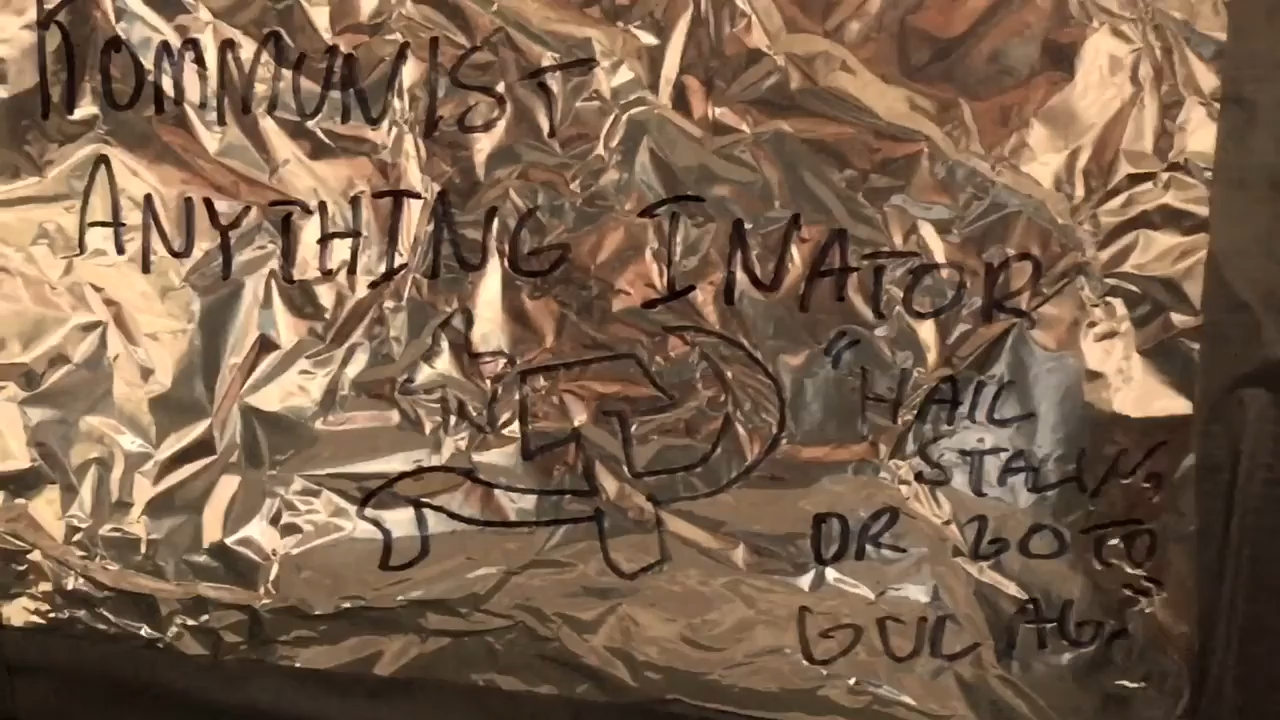 KOMMUNIST
ANYTHING INATOR
"HAIL
STALIN,
OR GO TO
GULAG"